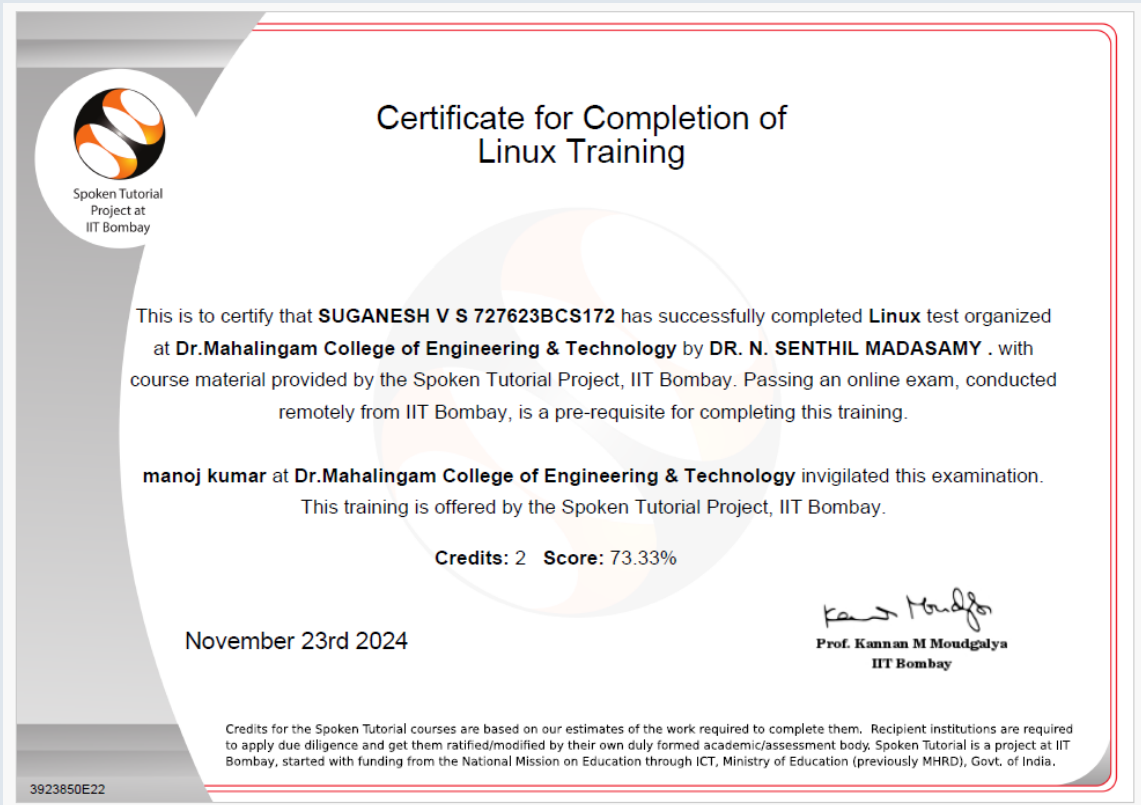 Spoken Tutorial
Project at
IIT Bombay
Certificate for Completion of
Linux Training
This is to certify that SUGANESH V S 727623BCS172 has successfully completed Linux test organized
at Dr.Mahalingam College of Engineering & Technology by DR. N. SENTHIL MADASAMY . with
course material provided by the Spoken Tutorial Project, IIT Bombay. Passing an online exam, conducted
remotely from IIT Bombay, is a pre-requisite for completing this training.
manoj kumar at Dr.Mahalingam College of Engineering & Technology invigilated this examination.
This training is offered by the Spoken Tutorial Project, IIT Bombay.
Credits: 2 Score: 73.33%
November 23rd 2024
Kannan Moudgalya
Prof. Kannan M Moudgalya
IIT Bombay
Credits for the Spoken Tutorial courses are based on our estimates of the work required to complete them. Recipient institutions are required
to apply due diligence and get them ratified/modified by their own duly formed academic/assessment body. Spoken Tutorial is a project at IIT
Bombay, started with funding from the National Mission on Education through ICT, Ministry of Education (previously MHRD), Govt. of India.
3923850E22